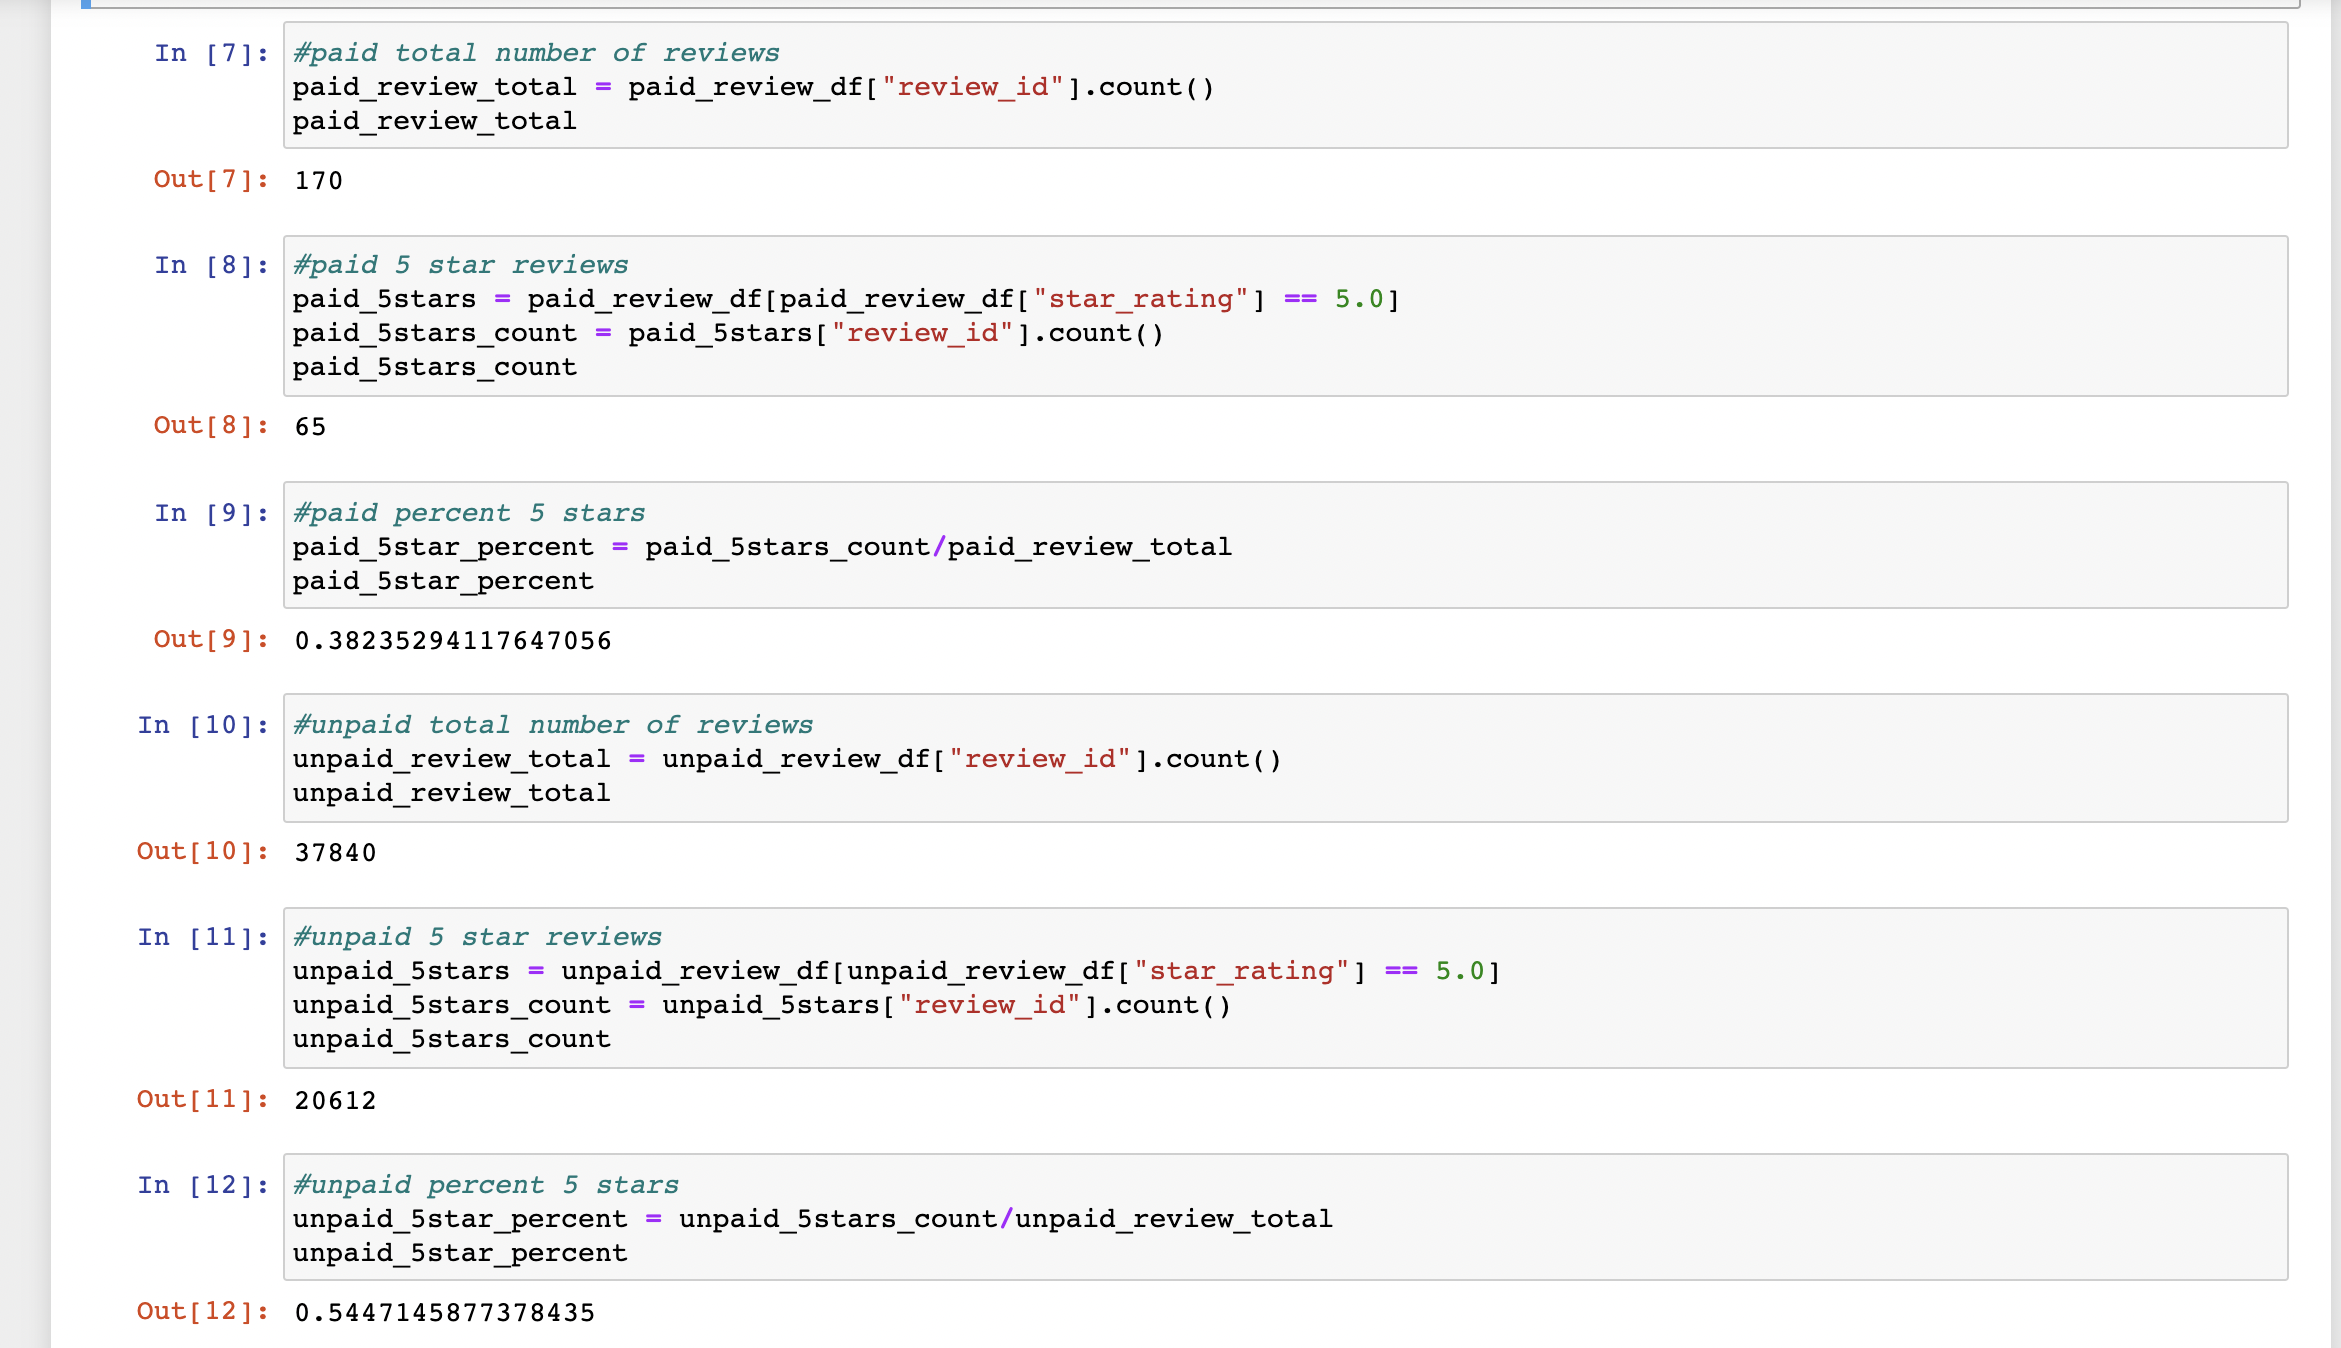 In [7]: #paid total number of reviews
paid_review_total = paid_review_df["review_id"].count()
paid_review_total
Out[7]: 170
In [8]: #paid 5 star reviews
paid_5stars = paid_review_df[paid_review_df["star_rating"] == 5.0]
paid_5stars_count = paid_5stars["review_id"].count()
paid_5stars_count
Out[8]: 65
In [9]: #paid percent 5 stars
paid_5star_percent = paid_5stars_count/paid_review_total
paid_5star_percent
Out[9]: 0.38235294117647056
In [10]: #unpaid total number of reviews
unpaid_review_total = unpaid_review_df["review_id"].count()
unpaid_review_total
Out[10]: 37840
In [11]: #unpaid 5 star reviews
unpaid_5stars = unpaid_review_df[unpaid_review_df["star_rating"] == 5.0]
unpaid_5stars_count = unpaid_5stars["review_id"].count()
unpaid_5stars_count
Out[11]: 20612
In [12]: #unpaid percent 5 stars
unpaid_5star_percent = unpaid_5stars_count/unpaid_review_total
unpaid_5star_percent
Out[12]: 0.5447145877378435